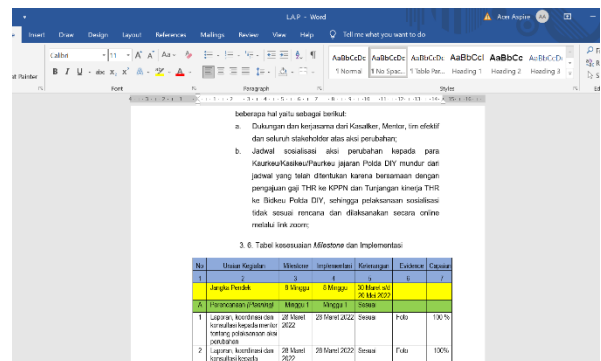 L.A.P - Word
Acer Aspire AA
Insert Draw Design Layout References Mailings Review View Help Tell me what you want to do
Calibri 11
at Painter
Font Paragraph Styles
AaBbCcDc AaBbCcDc AaBbCcDc AaBbCcI AaBbCc AaBbCcDc
¶ Normal ¶ No Spac... ¶ Table Par... Heading 1 Heading 2 Heading 3
beberapa hal yaitu sebagai berikut:
a. Dukungan dan kerjasama dari Kasatker, Mentor, tim efektif
dan seluruh stakeholder atas aksi perubahan;
b. Jadwal sosialisasi aksi perubahan kepada para
Kaurkeu/Kasikeu/Paurkeu jajaran Polda DIY mundur dari
jadwal yang telah ditentukan karena bersamaan dengan
pengajuan gaji THR ke KPPN dan Tunjangan kinerja THR
ke Bidkeu Polda DIY, sehingga pelaksanaan sosialisasi
tidak sesuai rencana dan dilaksanakan secara online
melalui link zoom;
3. 6. Tabel kesesuaian Milestone dan Implementasi
No Uraian Kegiatan Milestone Implementasi Keterangan Evidence Capaian
1 2 3 4 5 6 7
Jangka Pendek 8 Minggu 8 Minggu 30 Maret s/d
20 Mei 2022
A Perencanaan (Planning) Minggu 1 Minggu 1 Sesuai
1 Laporan, koordinasi dan 28 Maret 28 Maret 2022 Sesuai Foto 100 %
konsultasi kepada mentor 2022
tentang pelaksanaan aksi
perubahan
2 Laporan, koordinasi dan 28 Maret 28 Maret 2022 Sesuai Foto 100%
konsultasi kepada 2022